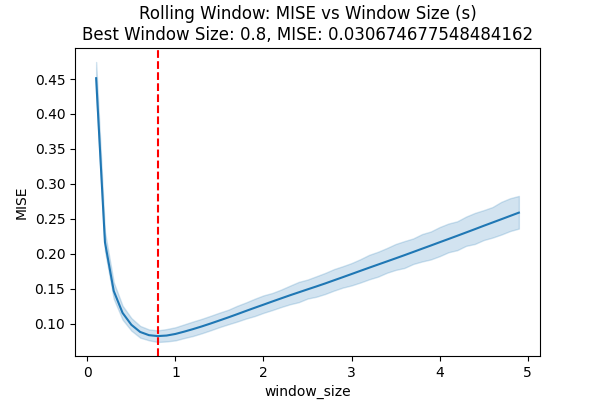 Rolling Window: MISE vs Window Size (s)
Best Window Size: 0.8, MISE: 0.030674677548484162
0.45
0.40
0.35
0.30
0.25
0.20
0.15
0.10
MISE
0 1 2 3 4 5
window_size